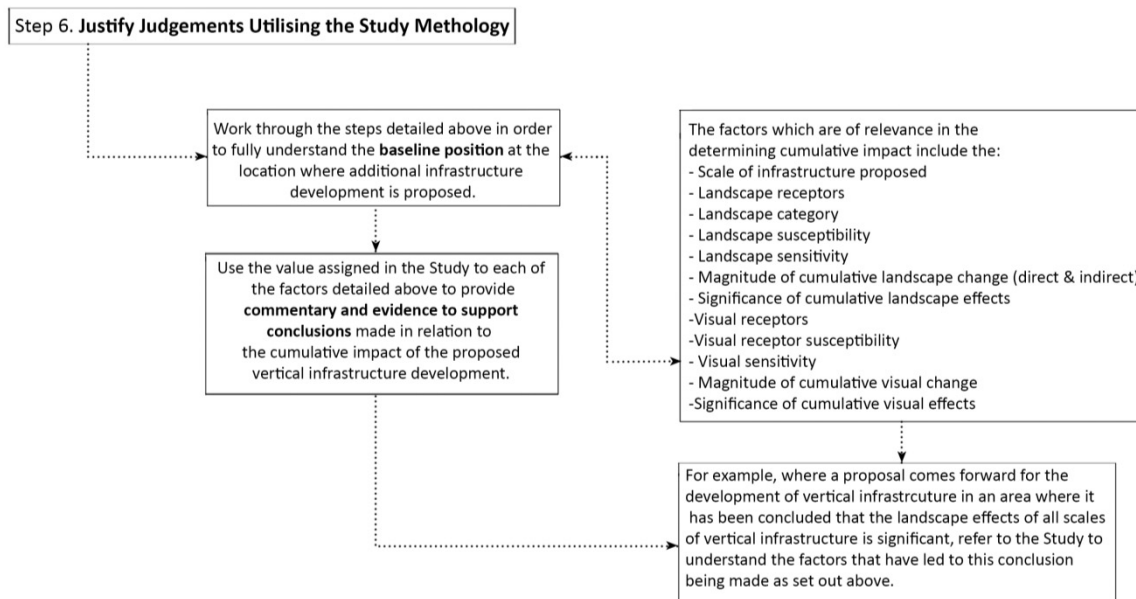 Step 6. Justify Judgements Utilising the Study Methology
Work through the steps detailed above in order
to fully understand the baseline position at the
location where additional infrastructure
development is proposed.
Use the value assigned in the Study to each of
the factors detailed above to provide
commentary and evidence to support
conclusions made in relation to
the cumulative impact of the proposed
vertical infrastructure development.
The factors which are of relevance in the
determining cumulative impact include the:
- Scale of infrastructure proposed
- Landscape receptors
- Landscape category
- Landscape susceptibility
- Landscape sensitivity
- Magnitude of cumulative landscape change (direct & indirect)
- Significance of cumulative landscape effects
-Visual receptors
-Visual receptor susceptibility
- Visual sensitivity
- Magnitude of cumulative visual change
-Significance of cumulative visual effects
For example, where a proposal comes forward for the
development of vertical infrastrcuture in an area where it
has been concluded that the landscape effects of all scales
of vertical infrastructure is significant, refer to the Study to
understand the factors that have led to this conclusion
being made as set out above.